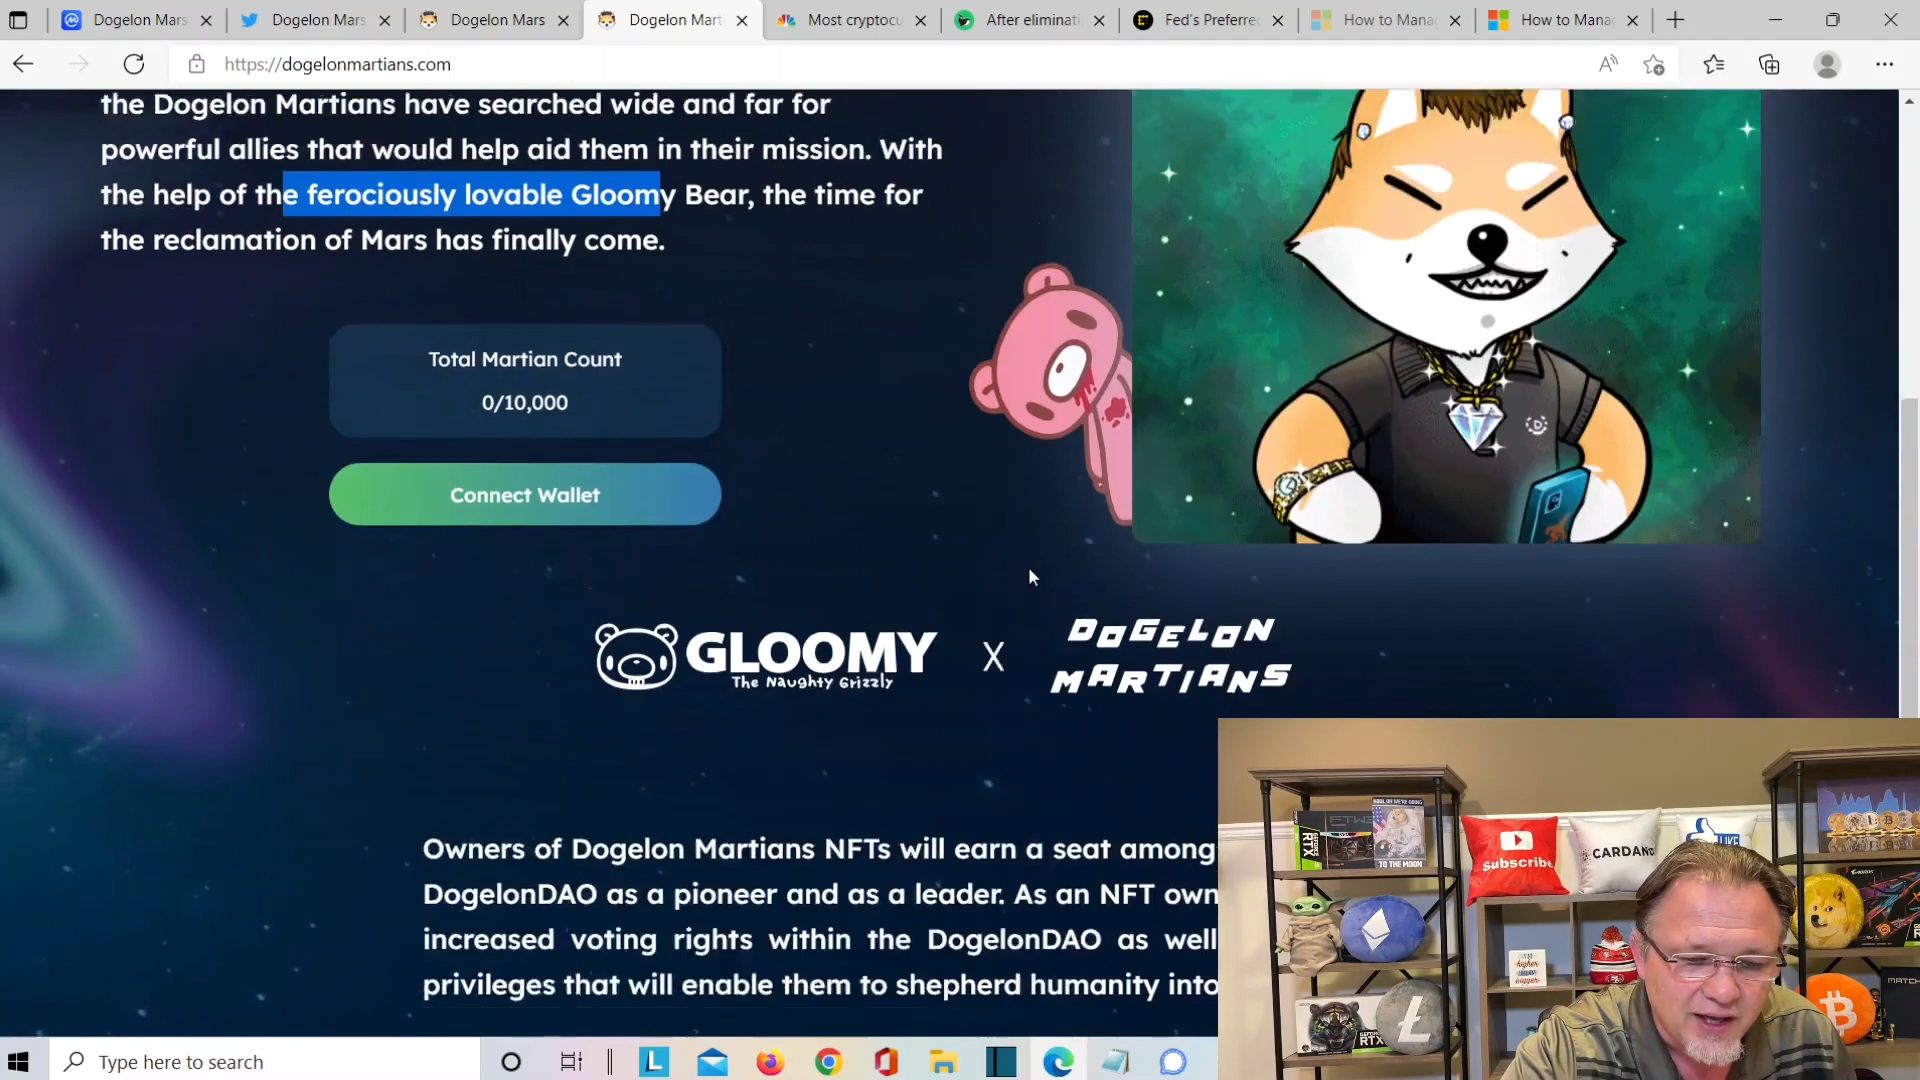 Dogelon Mars
Dogelon Mars
Dogelon Mars
Dogelon Mart
Most cryptocu
After eliminati
Fed's Preferre
How to Mana
How to Mana
https://dogelonmartians.com
the Dogelon Martians have searched wide and far for
powerful allies that would help aid them in their mission. With
the help of the ferociously lovable Gloomy Bear, the time for
the reclamation of Mars has finally come.
Total Martian Count
0/10,000
Connect Wallet
GLOOMY
The Naughty Grizzly
X
DOGELON
MARTIANS
Owners of Dogelon Martians NFTs will earn a seat among
DogelonDAO as a pioneer and as a leader. As an NFT own
increased voting rights within the DogelonDAO as well
privileges that will enable them to shepherd humanity into
RTX
TO THE MOON
Subscribe
CARDANO
LIKE
GEFORCE
RTX
MATCH
Type here to search